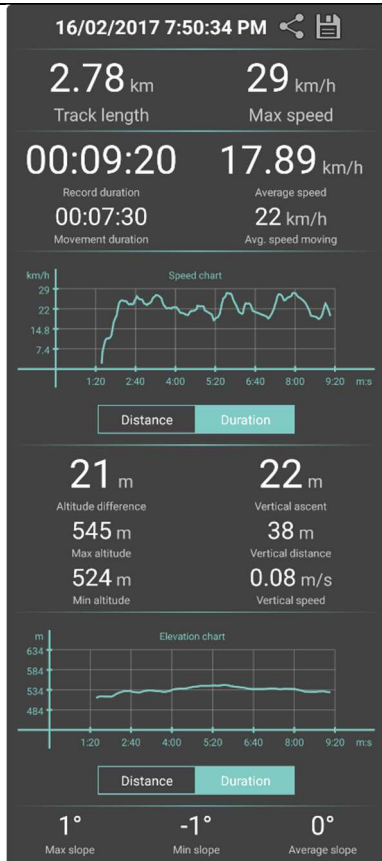 16/02/2017 7:50:34 PM
2.78 km 29 km/h
Track length Max speed
00:09:20 17.89 km/h
Record duration Average speed
00:07:30 22 km/h
Movement duration Avg. speed moving
km/h Speed chart
29
22
14.8
7.4
1:20 2:40 4:00 5:20 6:40 8:00 9:20 m:s
Distance Duration
21 m 22 m
Altitude difference Vertical ascent
545 m 38 m
Max altitude Vertical distance
524 m 0.08 m/s
Min altitude Vertical speed
m Elevation chart
634
584
534
484
1:20 2:40 4:00 5:20 6:40 8:00 9:20 m:s
Distance Duration
1° -1° 0°
Max slope Min slope Average slope